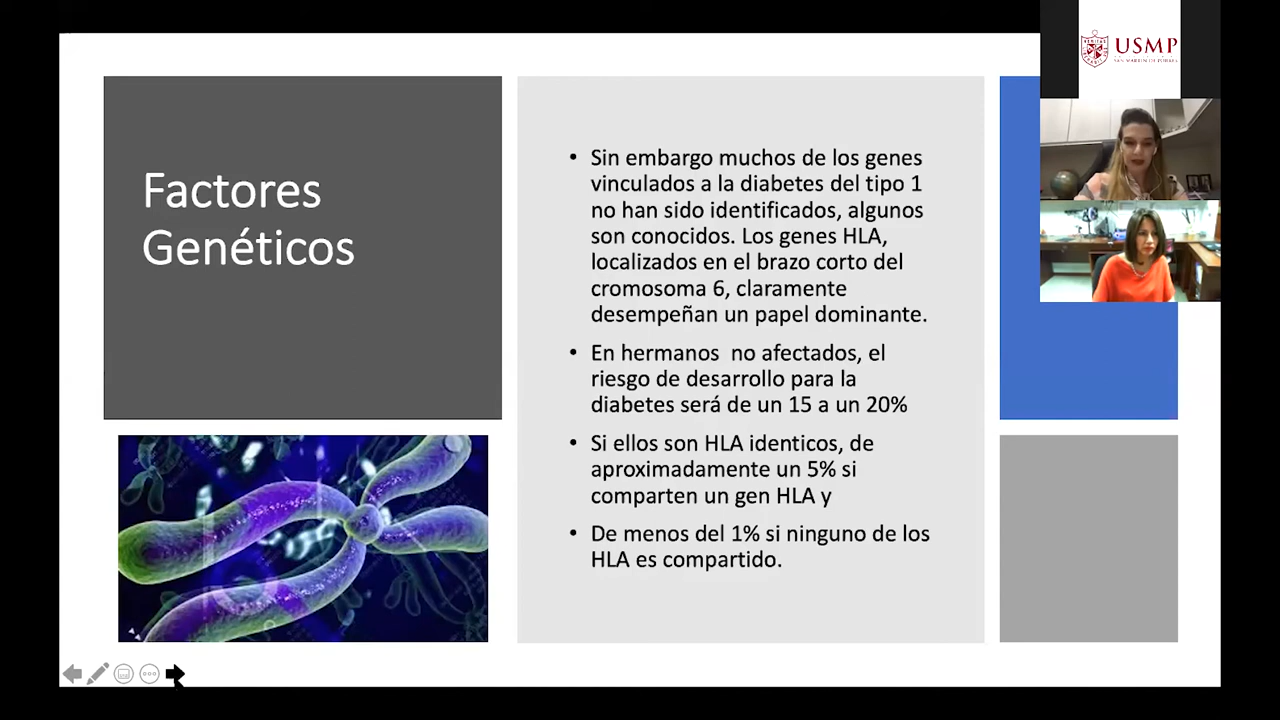 Factores
Genéticos
• Sin embargo muchos de los genes
vinculados a la diabetes del tipo 1
no han sido identificados, algunos
son conocidos. Los genes HLA,
localizados en el brazo corto del
cromosoma 6, claramente
desempeñan un papel dominante.
• En hermanos  no afectados, el
riesgo de desarrollo para la
diabetes será de un 15 a un 20%
• Si ellos son HLA identicos, de
aproximadamente un 5% si
comparten un gen HLA y
• De menos del 1% si ninguno de los
HLA es compartido.
USMP
SAN MARTIN DE PORRES